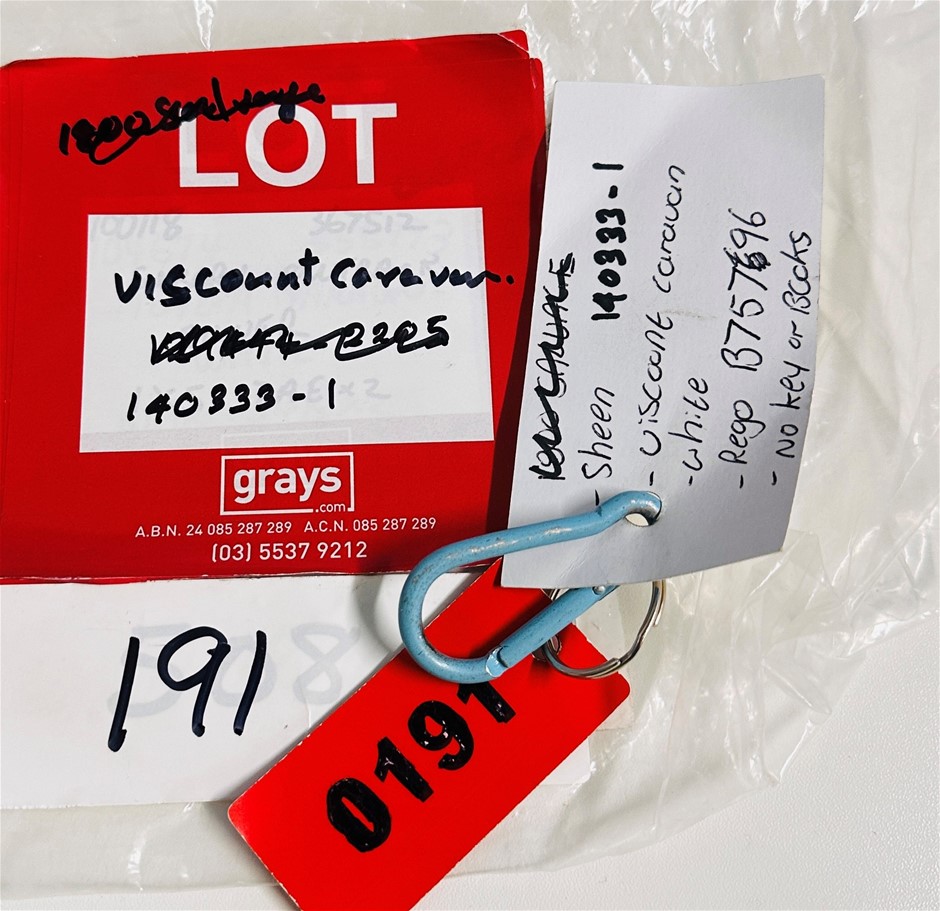 LOT
Viscount Caravan.
140333-1
grays
.com
A.B.N. 24 085 287 289 A.C.N. 085 287 289
(03) 5537 9212
191
140333-1
- Sheen
- Viscount caravan
- white
- Rego
- No key or Books
0191